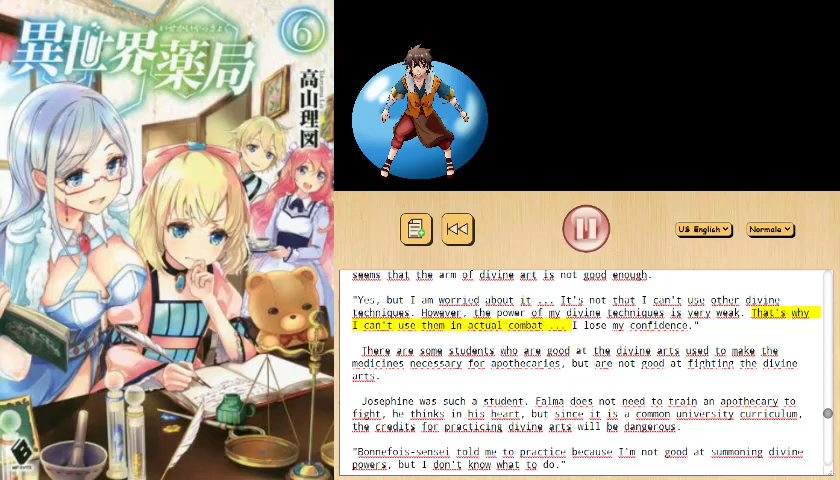 いせかいやっきょく
異世界薬局
6
高山理図
MFブックス
US English
Normale
seems that the arm of divine art is not good enough.
"Yes, but I am worried about it ... It's not that I can't use other divine
techniques. However, the power of my divine techniques is very weak. That's why
I can't use them in actual combat ... I lose my confidence."
There are some students who are good at the divine arts used to make the
medicines necessary for apothecaries, but are not good at fighting the divine
arts.
Josephine was such a student. Falma does not need to train an apothecary to
fight, he thinks in his heart, but since it is a common university curriculum,
the credits for practicing divine arts will be dangerous.
"Bonnefois-sensei told me to practice because I'm not good at summoning divine
powers, but I don't know what to do."